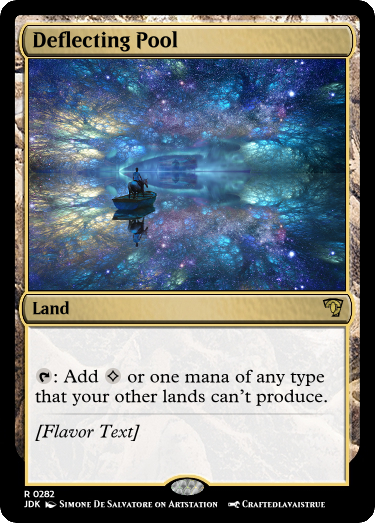 Deflecting Pool
Land
: Add or one mana of any type
that your other lands can't produce.
[Flavor Text]
R 0282
JDK Simone De Salvatore on Artstation Craftedlavaistrue